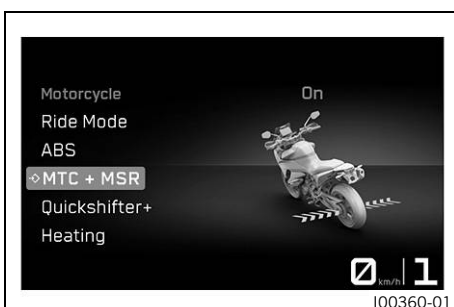 Motorcycle On
Ride Mode
ABS
MTC + MSR
Quickshifter+
Heating
0 km/h 1
I00360-01